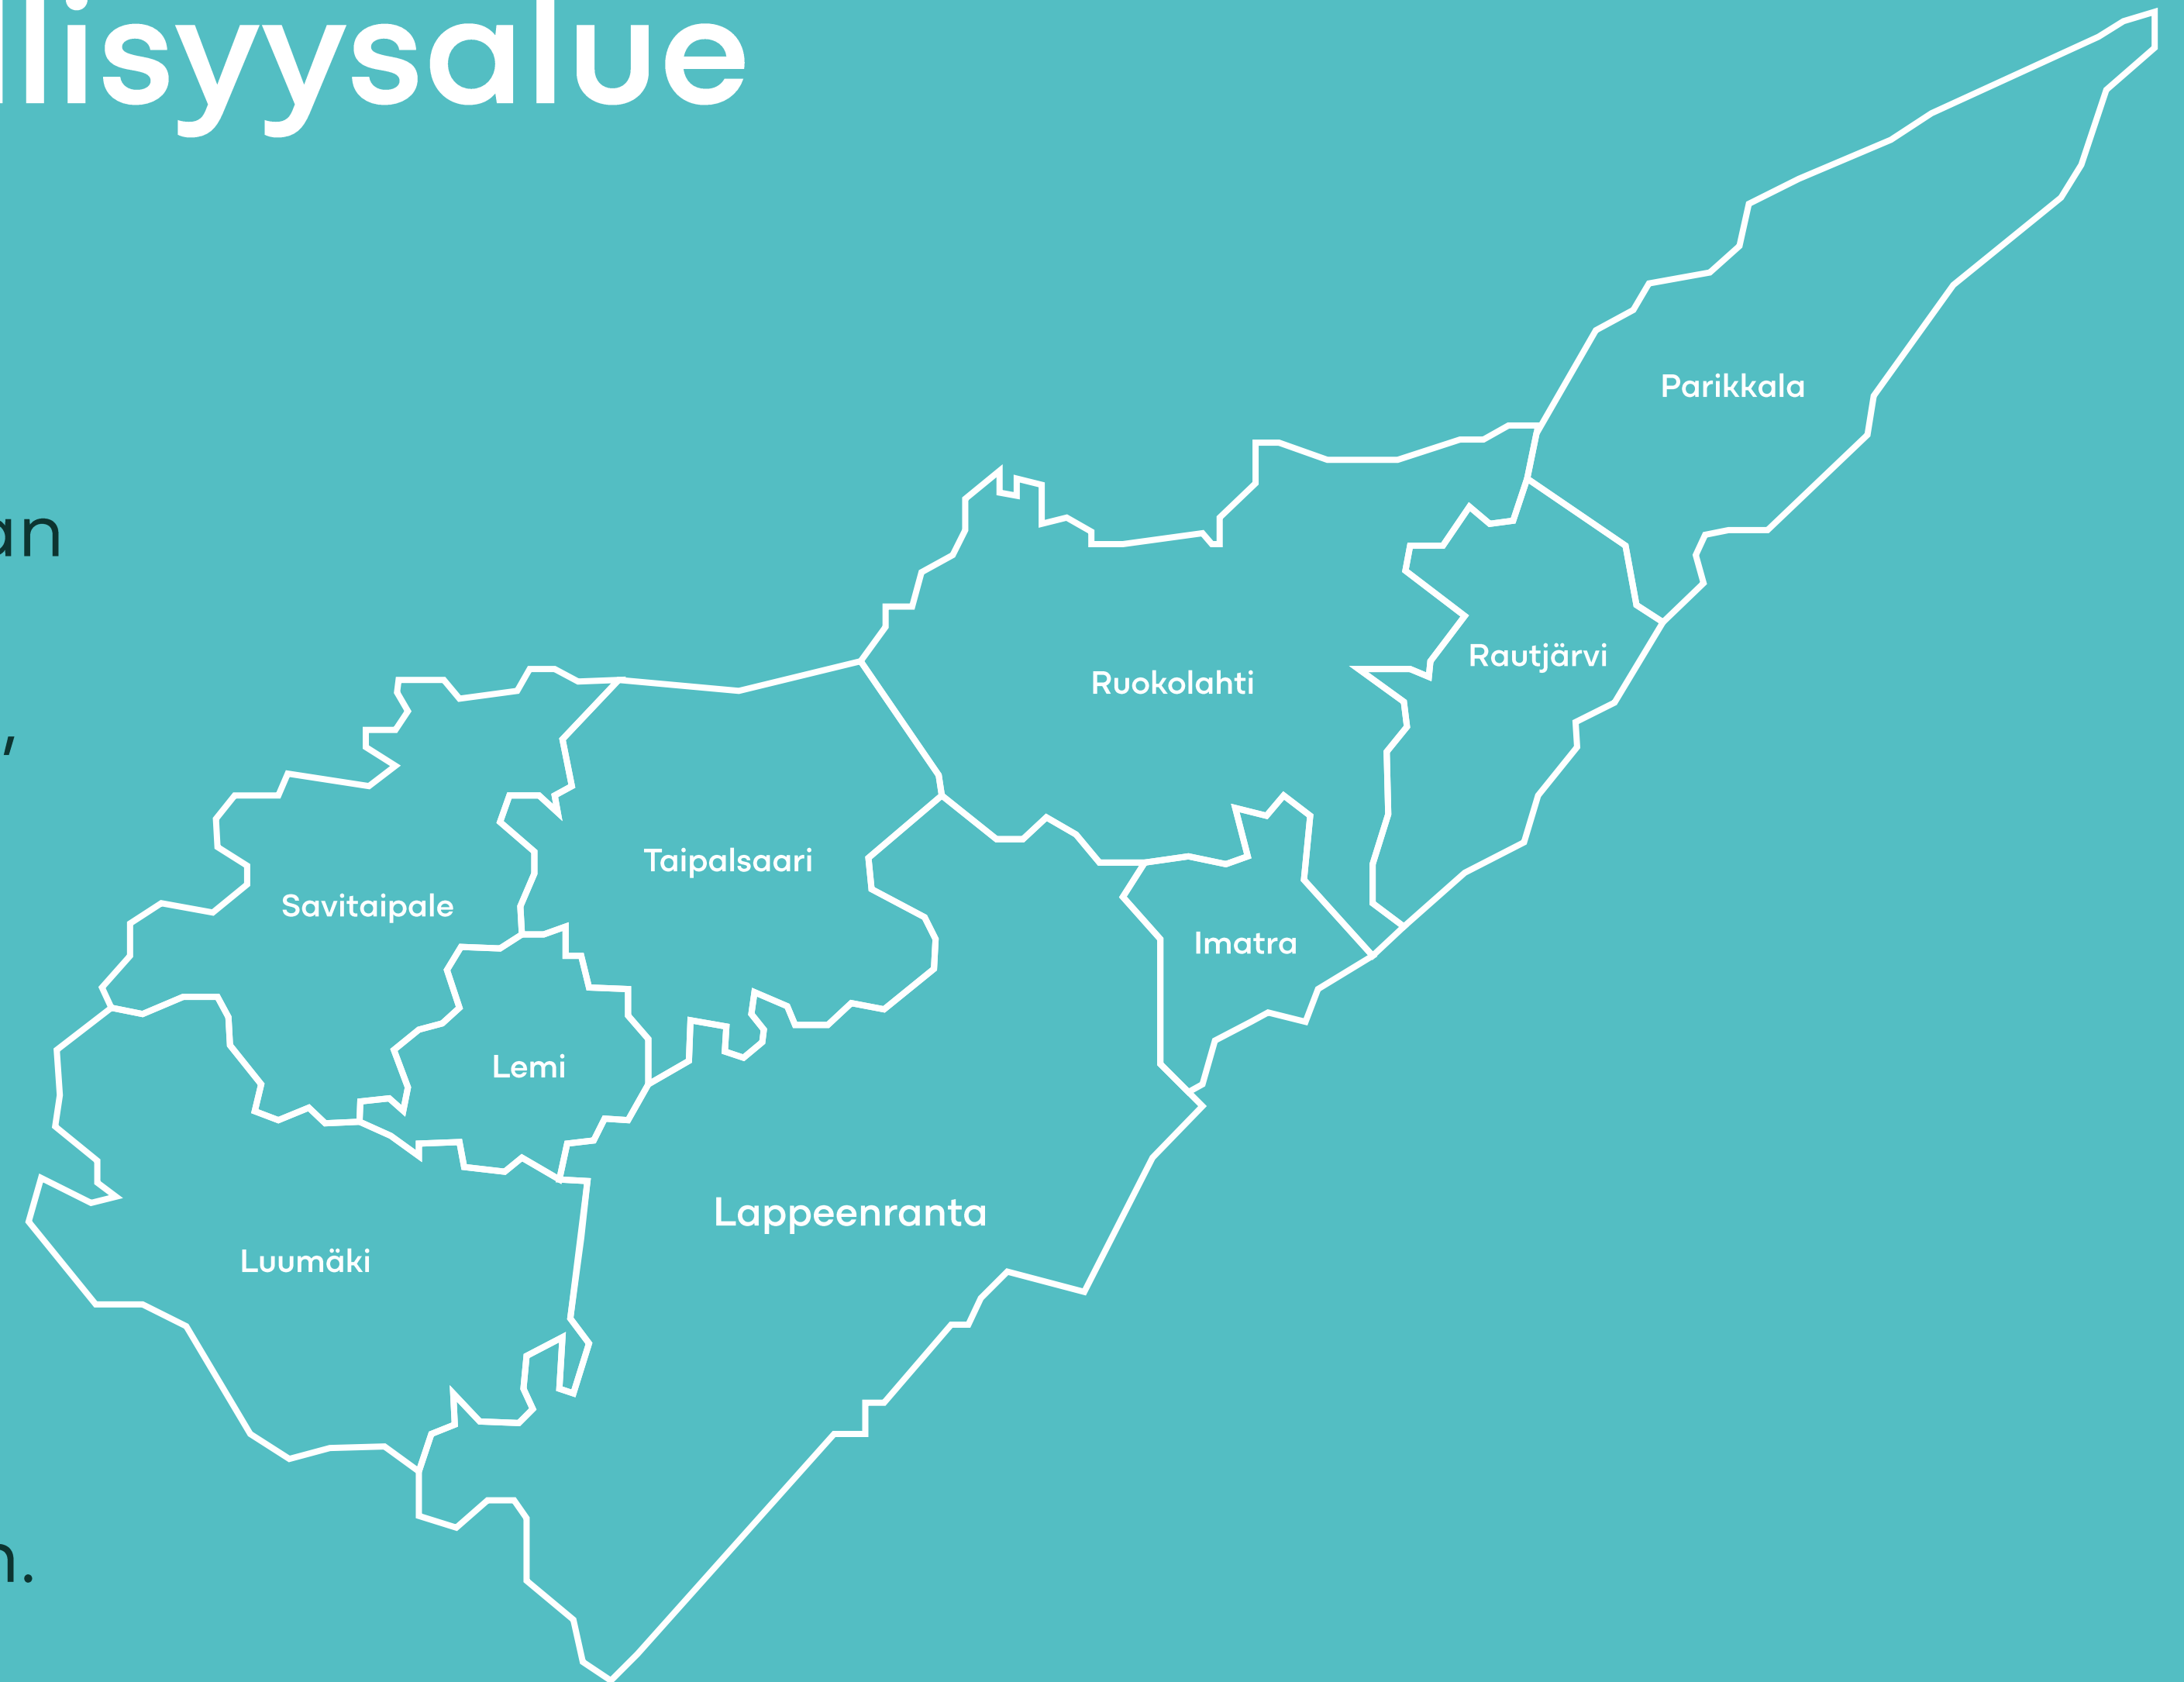 llisyysalue
an
Parikkala
,
Rautjärvi
Ruokolahti
Taipalsaari
Savitaipale
Imatra
Lemi
Lappeenranta
Luumäki
.